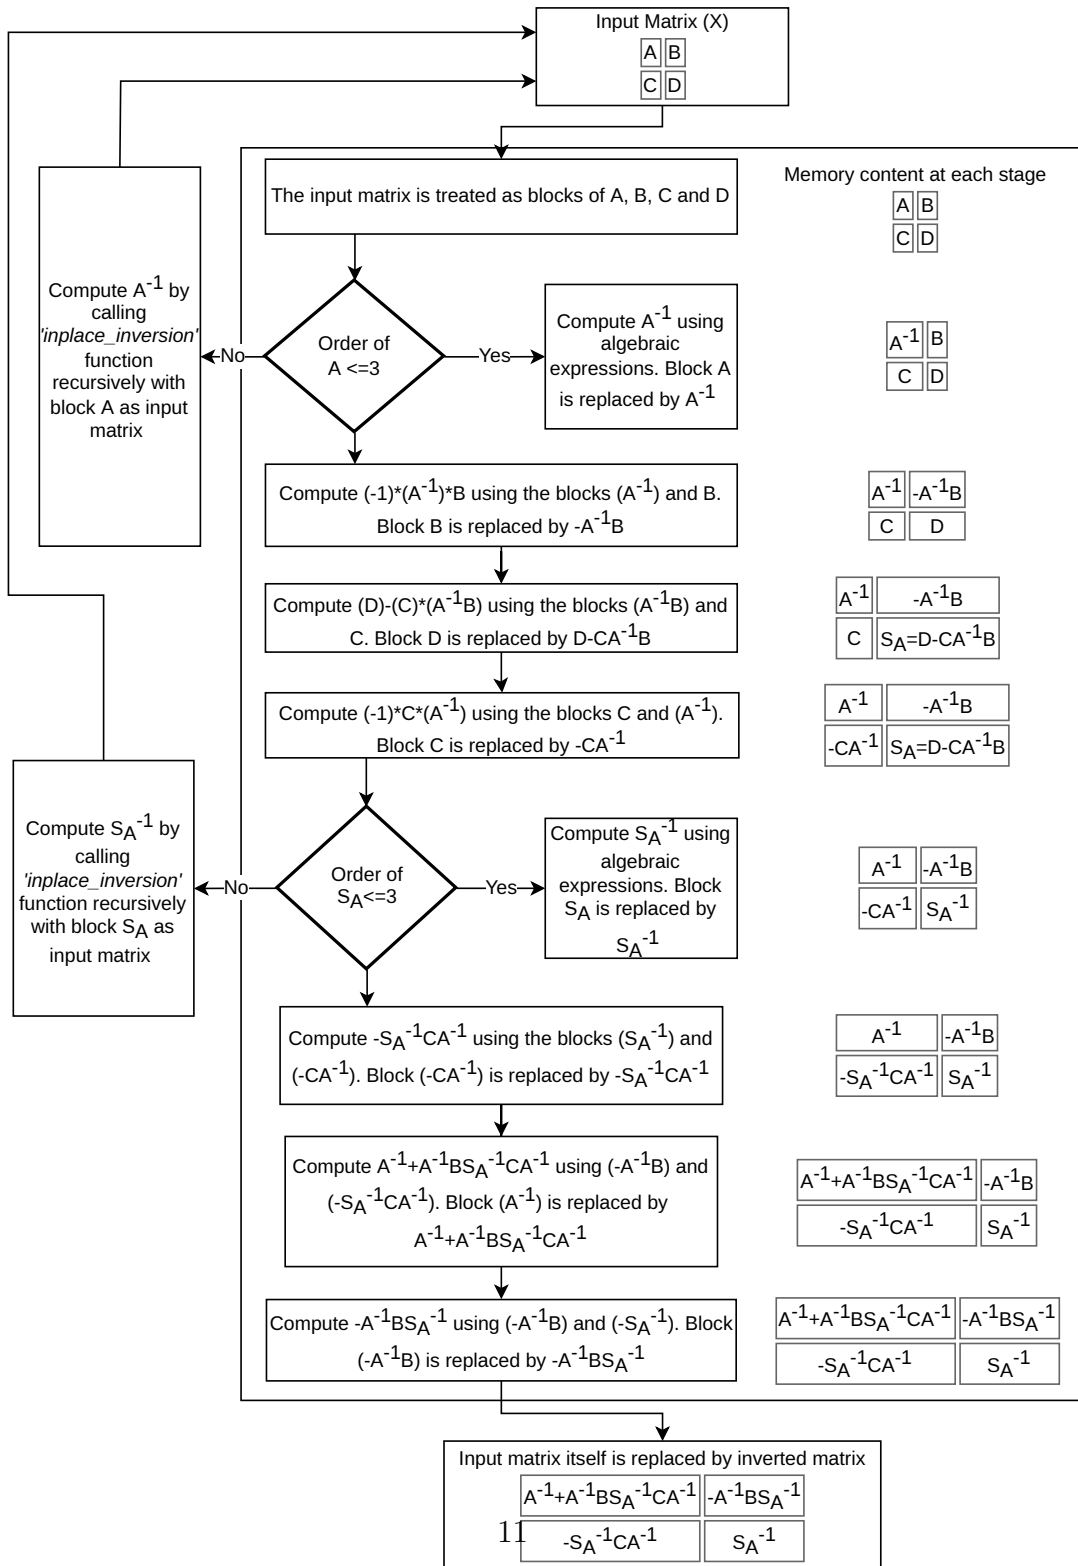 Input Matrix (X)
A B
C D
The input matrix is treated as blocks of A, B, C and D
Memory content at each stage
A B
C D
Compute A⁻¹ by
calling
'inplace_inversion'
function
recursively with
block A as input
matrix
No
Order of
A <=3
Yes
Compute A⁻¹ using
algebraic
expressions. Block A
is replaced by A⁻¹
A⁻¹ B
C D
Compute (-1)*(A⁻¹)*B using the blocks (A⁻¹) and B.
Block B is replaced by -A⁻¹B
A⁻¹ -A⁻¹B
C D
Compute (D)-(C)*(A⁻¹B) using the blocks (A⁻¹B) and
C. Block D is replaced by D-CA⁻¹B
A⁻¹ -A⁻¹B
C S_A=D-CA⁻¹B
Compute (-1)*C*(A⁻¹) using the blocks C and (A⁻¹).
Block C is replaced by -CA⁻¹
A⁻¹ -A⁻¹B
-CA⁻¹ S_A=D-CA⁻¹B
Compute S_A⁻¹ by
calling
'inplace_inversion'
function recursively
with block S_A as
input matrix
No
Order of
S_A<=3
Yes
Compute S_A⁻¹ using
algebraic
expressions. Block
S_A is replaced by
S_A⁻¹
A⁻¹ -A⁻¹B
-CA⁻¹ S_A⁻¹
Compute -S_A⁻¹CA⁻¹ using the blocks (S_A⁻¹) and
(-CA⁻¹). Block (-CA⁻¹) is replaced by -S_A⁻¹CA⁻¹
A⁻¹ -A⁻¹B
-S_A⁻¹CA⁻¹ S_A⁻¹
Compute A⁻¹+A⁻¹BS_A⁻¹CA⁻¹ using (-A⁻¹B) and
(-S_A⁻¹CA⁻¹). Block (A⁻¹) is replaced by
A⁻¹+A⁻¹BS_A⁻¹CA⁻¹
A⁻¹+A⁻¹BS_A⁻¹CA⁻¹ -A⁻¹B
-S_A⁻¹CA⁻¹ S_A⁻¹
Compute -A⁻¹BS_A⁻¹ using (-A⁻¹B) and (-S_A⁻¹). Block
(-A⁻¹B) is replaced by -A⁻¹BS_A⁻¹
A⁻¹+A⁻¹BS_A⁻¹CA⁻¹ -A⁻¹BS_A⁻¹
-S_A⁻¹CA⁻¹ S_A⁻¹
Input matrix itself is replaced by inverted matrix
A⁻¹+A⁻¹BS_A⁻¹CA⁻¹ -A⁻¹BS_A⁻¹
-S_A⁻¹CA⁻¹ S_A⁻¹
11